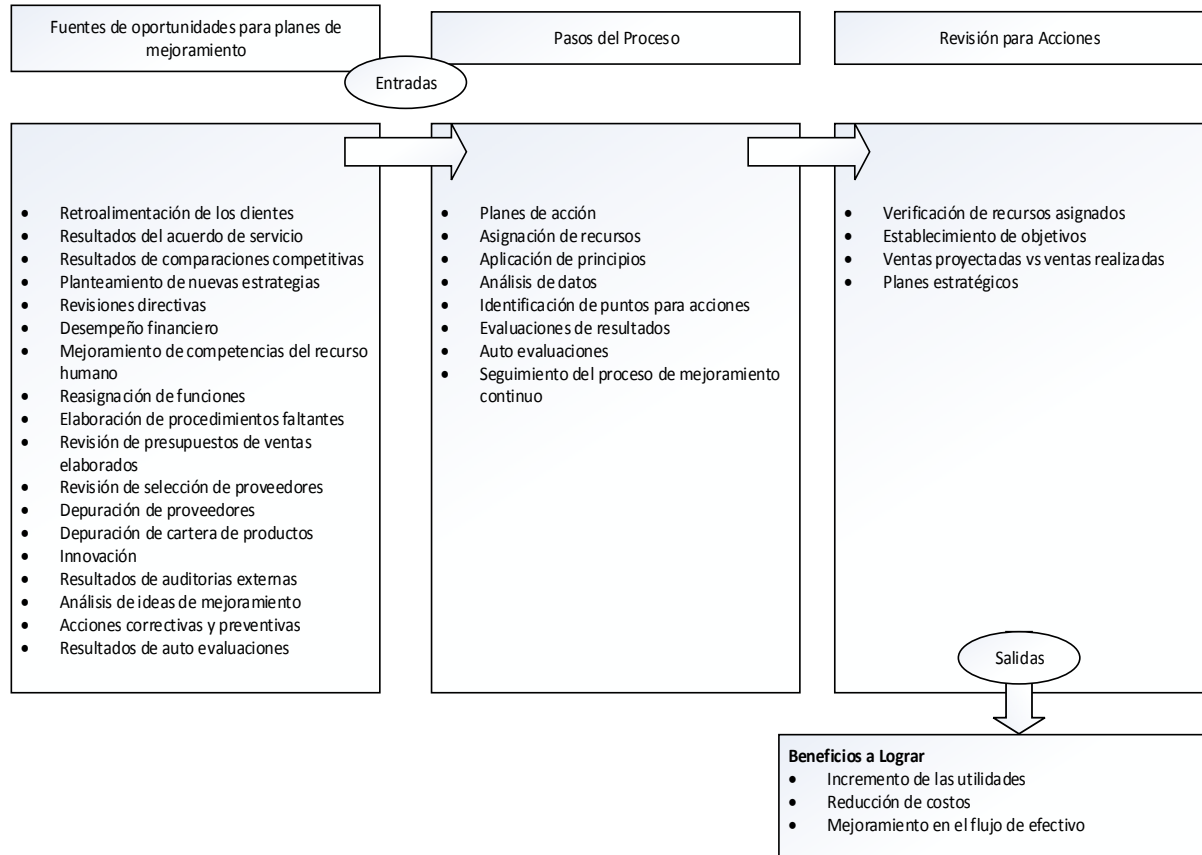 Fuentes de oportunidades para planes de
mejoramiento
Pasos del Proceso
Revisión para Acciones
Entradas
• Retroalimentación de los clientes
• Resultados del acuerdo de servicio
• Resultados de comparaciones competitivas
• Planteamiento de nuevas estrategias
• Revisiones directivas
• Desempeño financiero
• Mejoramiento de competencias del recurso
humano
• Reasignación de funciones
• Elaboración de procedimientos faltantes
• Revisión de presupuestos de ventas
elaborados
• Revisión de selección de proveedores
• Depuración de proveedores
• Depuración de cartera de productos
• Innovación
• Resultados de auditorias externas
• Análisis de ideas de mejoramiento
• Acciones correctivas y preventivas
• Resultados de auto evaluaciones
• Planes de acción
• Asignación de recursos
• Aplicación de principios
• Análisis de datos
• Identificación de puntos para acciones
• Evaluaciones de resultados
• Auto evaluaciones
• Seguimiento del proceso de mejoramiento
continuo
• Verificación de recursos asignados
• Establecimiento de objetivos
• Ventas proyectadas vs ventas realizadas
• Planes estratégicos
Salidas
Beneficios a Lograr
• Incremento de las utilidades
• Reducción de costos
• Mejoramiento en el flujo de efectivo